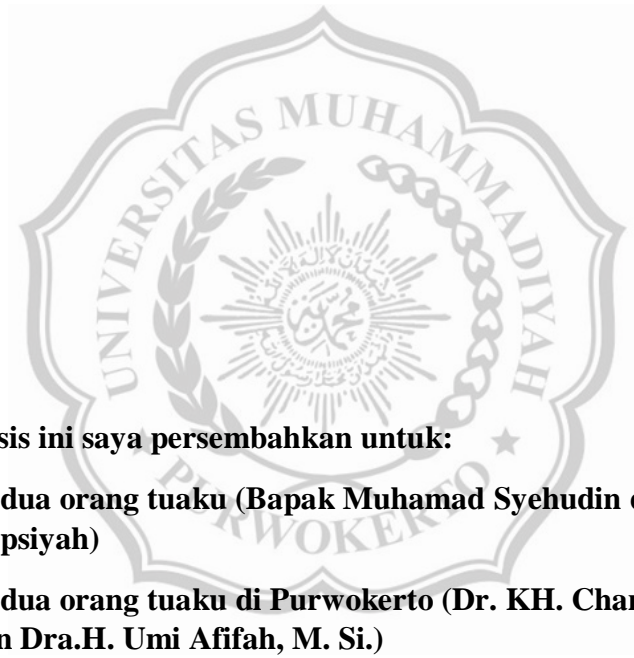 UNIVERSITAS MUHAMMADIYAH
sis ini saya persembahkan untuk:
dua orang tuaku (Bapak Muhamad Syehudin
psiyah)
PURWOKERTO
dua orang tuaku di Purwokerto (Dr. KH. Char
n Dra.H. Umi Afifah, M. Si.)